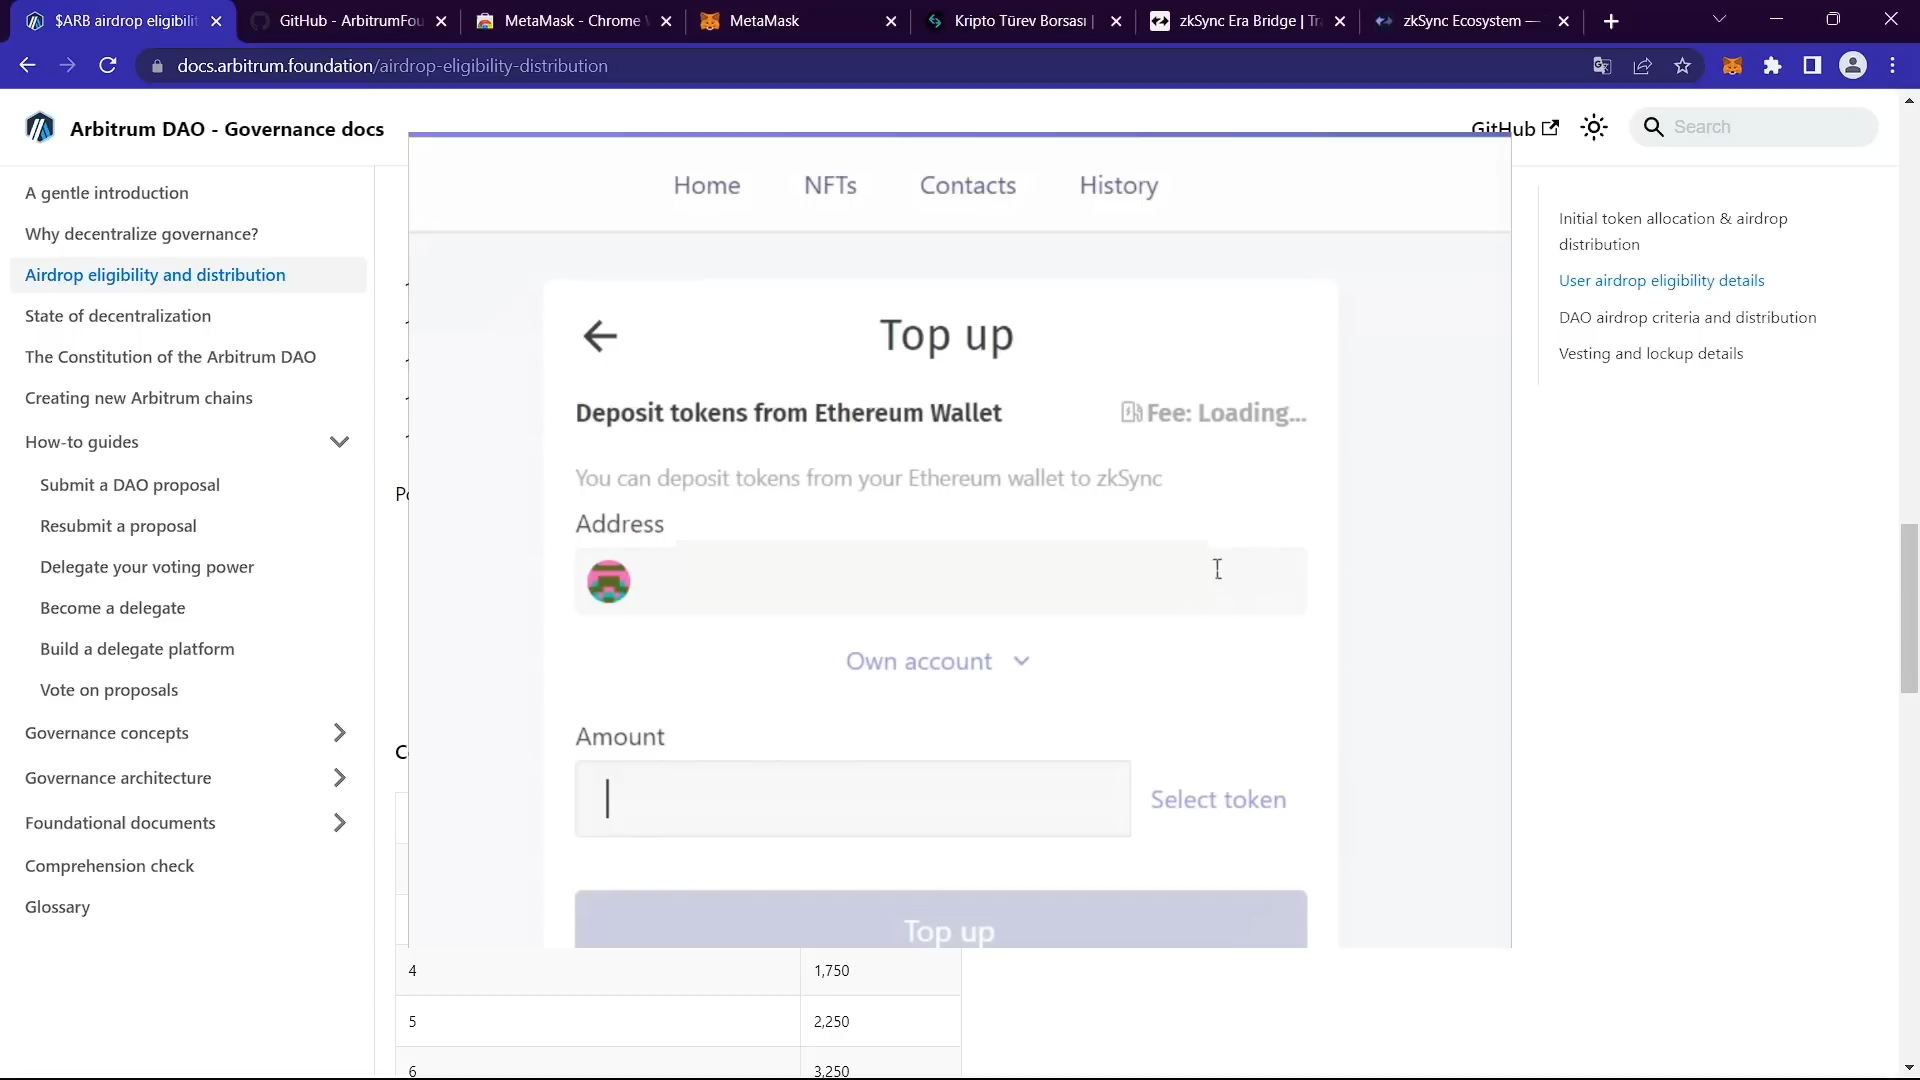 $ARB airdrop eligibilit
GitHub - ArbitrumFou
MetaMask - Chrome
MetaMask
Kripto Türev Borsası |
zkSync Era Bridge | Tr
zkSync Ecosystem —
docs.arbitrum.foundation/airdrop-eligibility-distribution
Arbitrum DAO - Governance docs
GitHub
Search
A gentle introduction
Why decentralize governance?
Airdrop eligibility and distribution
State of decentralization
The Constitution of the Arbitrum DAO
Creating new Arbitrum chains
How-to guides
Submit a DAO proposal
Resubmit a proposal
Delegate your voting power
Become a delegate
Build a delegate platform
Vote on proposals
Governance concepts
Governance architecture
Foundational documents
Comprehension check
Glossary
Home
NFTs
Contacts
History
Top up
Deposit tokens from Ethereum Wallet
Fee: Loading...
You can deposit tokens from your Ethereum wallet to zkSync
Address
Own account
Amount
Select token
Top up
4 1,750
5 2,250
6 3,250
Initial token allocation & airdrop
distribution
User airdrop eligibility details
DAO airdrop criteria and distribution
Vesting and lockup details